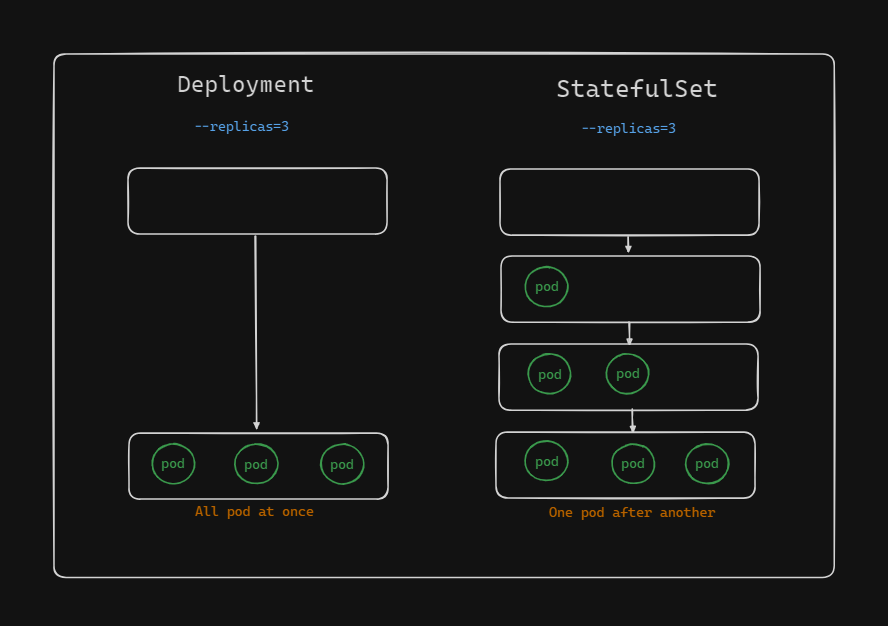 Deployment
--replicas=3
pod
pod
pod
All pod at once
StatefulSet
--replicas=3
pod
pod
pod
pod
pod
pod
One pod after another